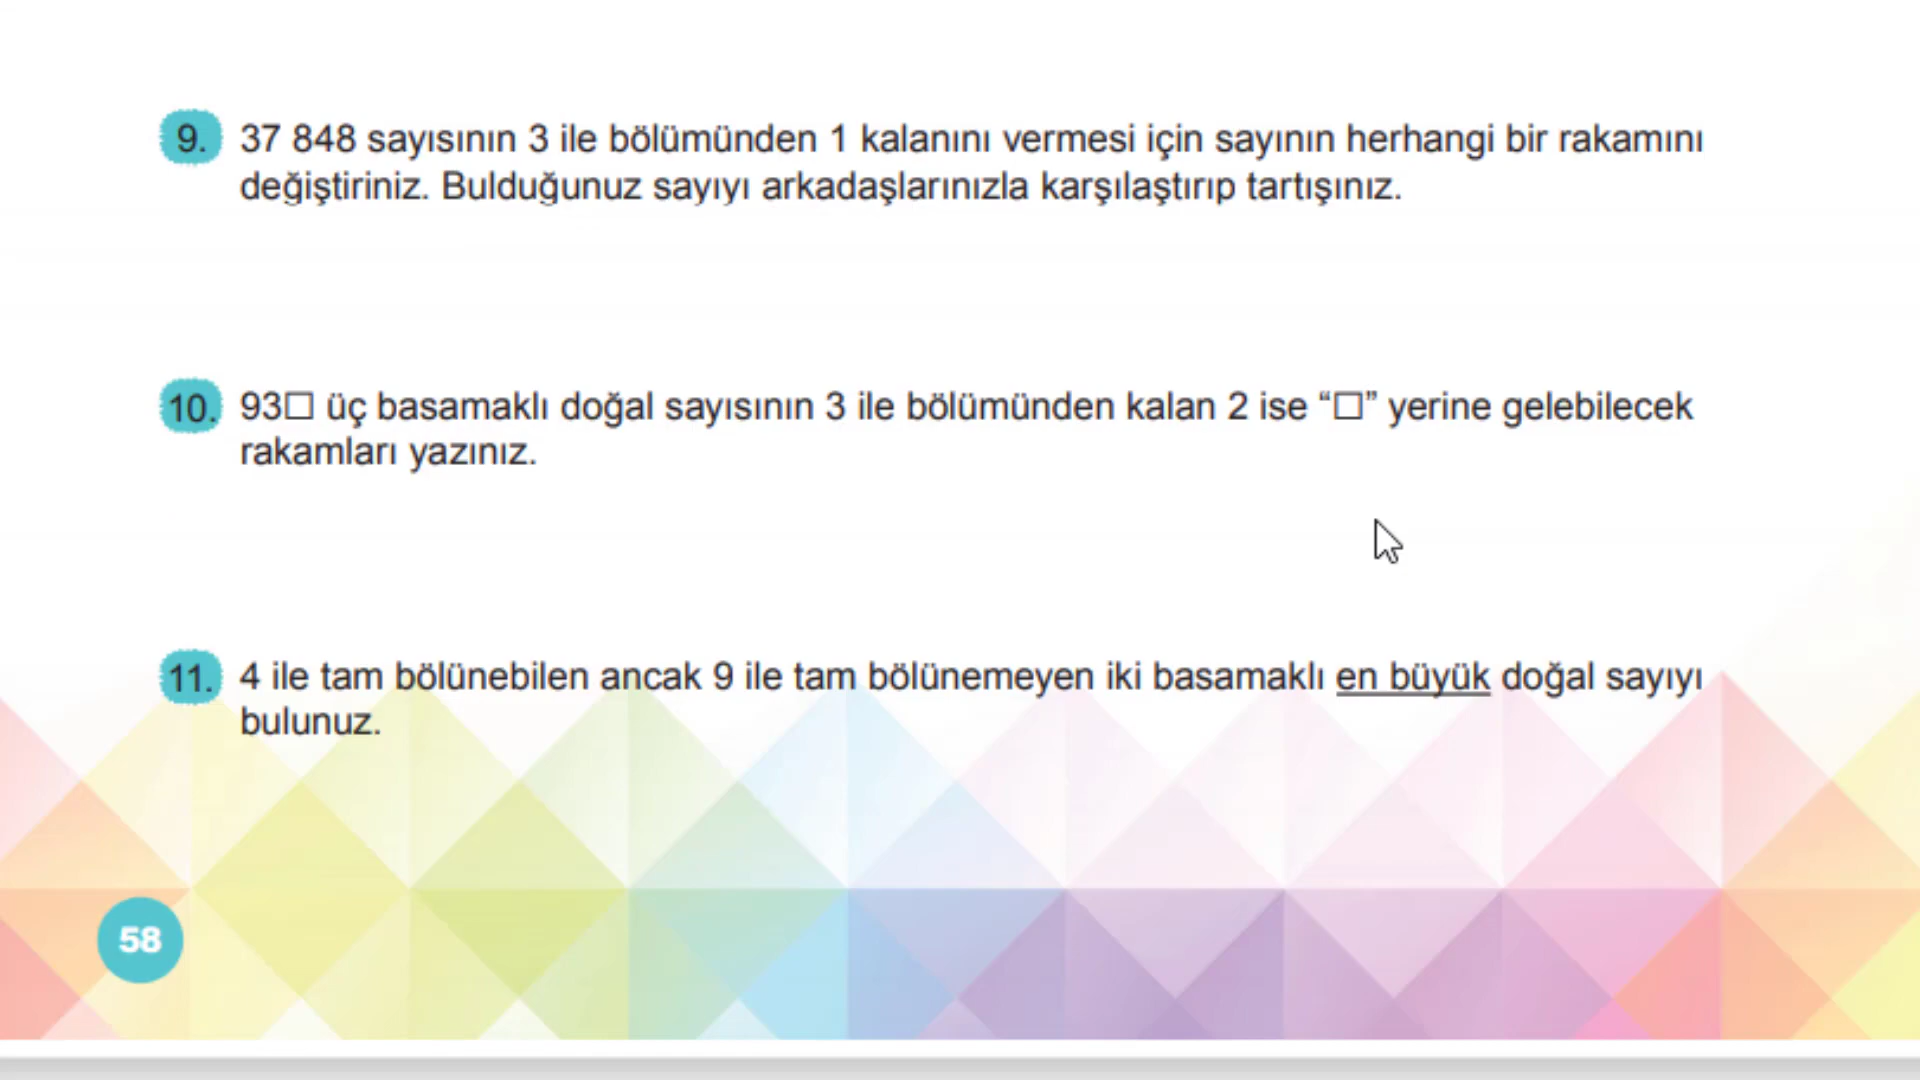 9. 37 848 sayısının 3 ile bölümünden 1 kalanını vermesi için sayının herhangi bir rakamını
değiştiriniz. Bulduğunuz sayıyı arkadaşlarınızla karşılaştırıp tartışınız.
10. 93□ üç basamaklı doğal sayısının 3 ile bölümünden kalan 2 ise “□” yerine gelebilecek
rakamları yazınız.
11. 4 ile tam bölünebilen ancak 9 ile tam bölünemeyen iki basamaklı en büyük doğal sayıyı
bulunuz.
58